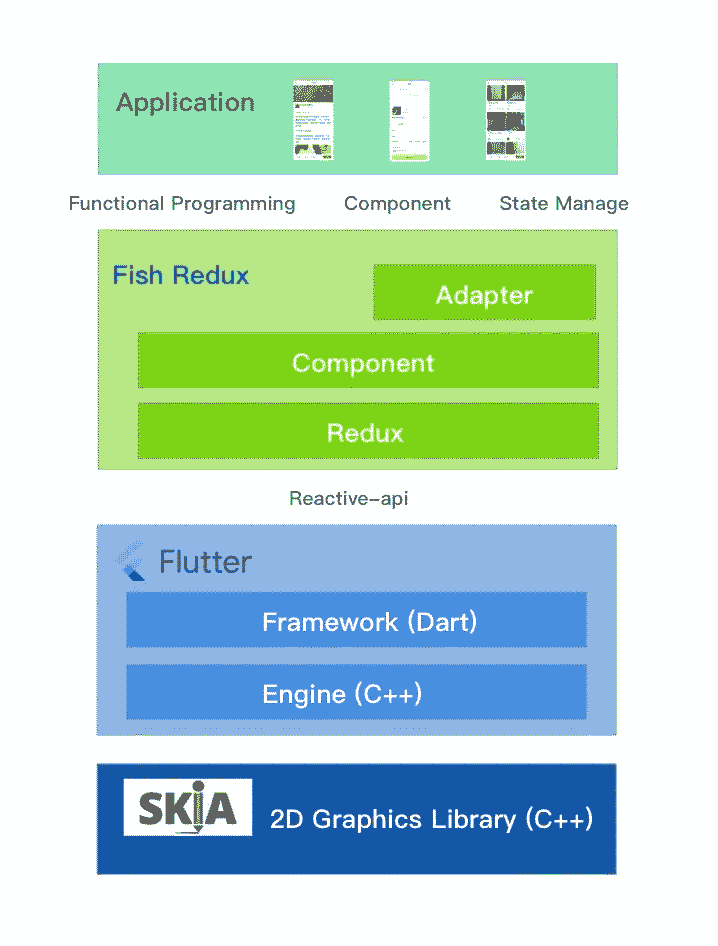 Application
Functional Programming Component State Manage
Fish Redux
Adapter
Component
Redux
Reactive-api
Flutter
Framework (Dart)
Engine (C++)
SKiA
2D Graphics Library (C++)